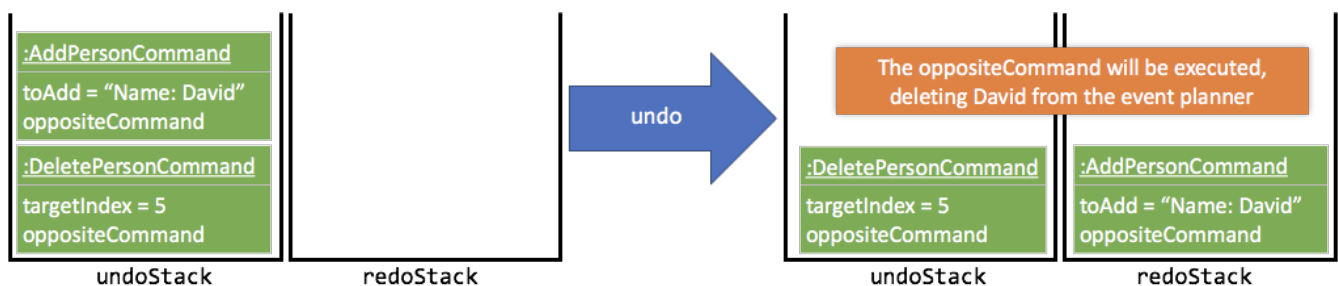 :AddPersonCommand
toAdd = “Name: David”
oppositeCommand
:DeletePersonCommand
targetIndex = 5
oppositeCommand
undoStack
redoStack
undo
The oppositeCommand will be executed,
deleting David from the event planner
:DeletePersonCommand
targetIndex = 5
oppositeCommand
:AddPersonCommand
toAdd = “Name: David”
oppositeCommand
undoStack
redoStack